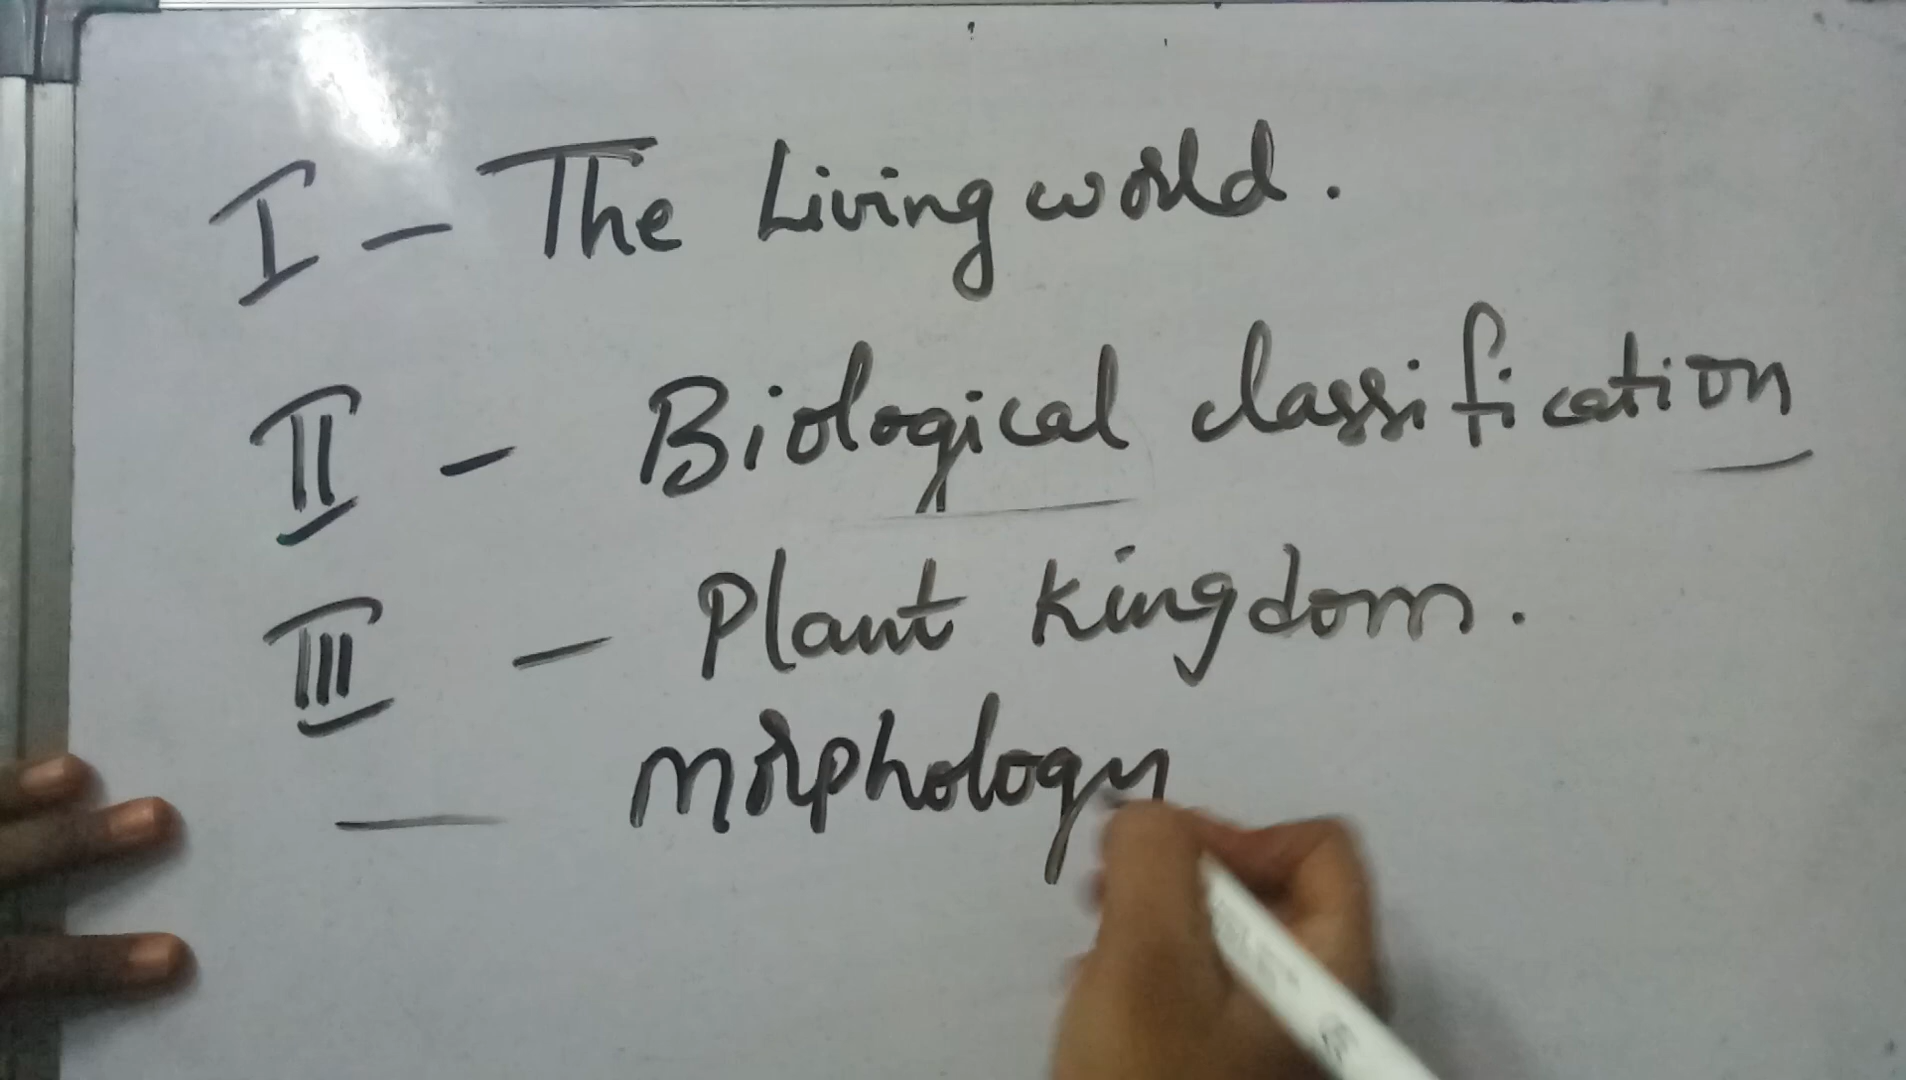 I - The Living world.
II - Biological classification
III - Plant kingdom.
— morphology